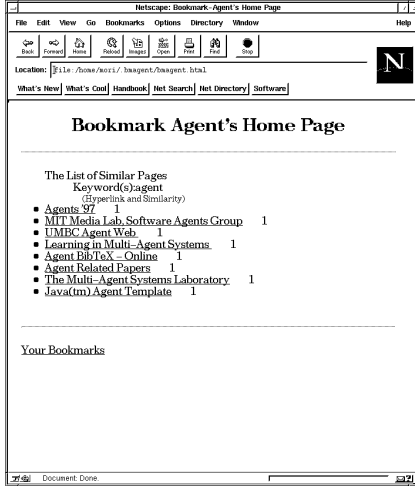 Netscape: Bookmark-Agent's Home Page
File Edit View Go Bookmarks Options Directory Window Help
Back Forward Home Reload Images Open Print Find Stop
Location: file:/home/mori/.bmagent/bmagent.html
N
What's New What's Cool Handbook Net Search Net Directory Software
Bookmark Agent's Home Page
The List of Similar Pages
Keyword(s):agent
(Hyperlink and Similarity)
Agents '97 1
MIT Media Lab. Software Agents Group 1
UMBC Agent Web 1
Learning in Multi-Agent Systems 1
Agent BibTeX - Online 1
Agent Related Papers 1
The Multi-Agent Systems Laboratory 1
Java(tm) Agent Template 1
Your Bookmarks
Document: Done.